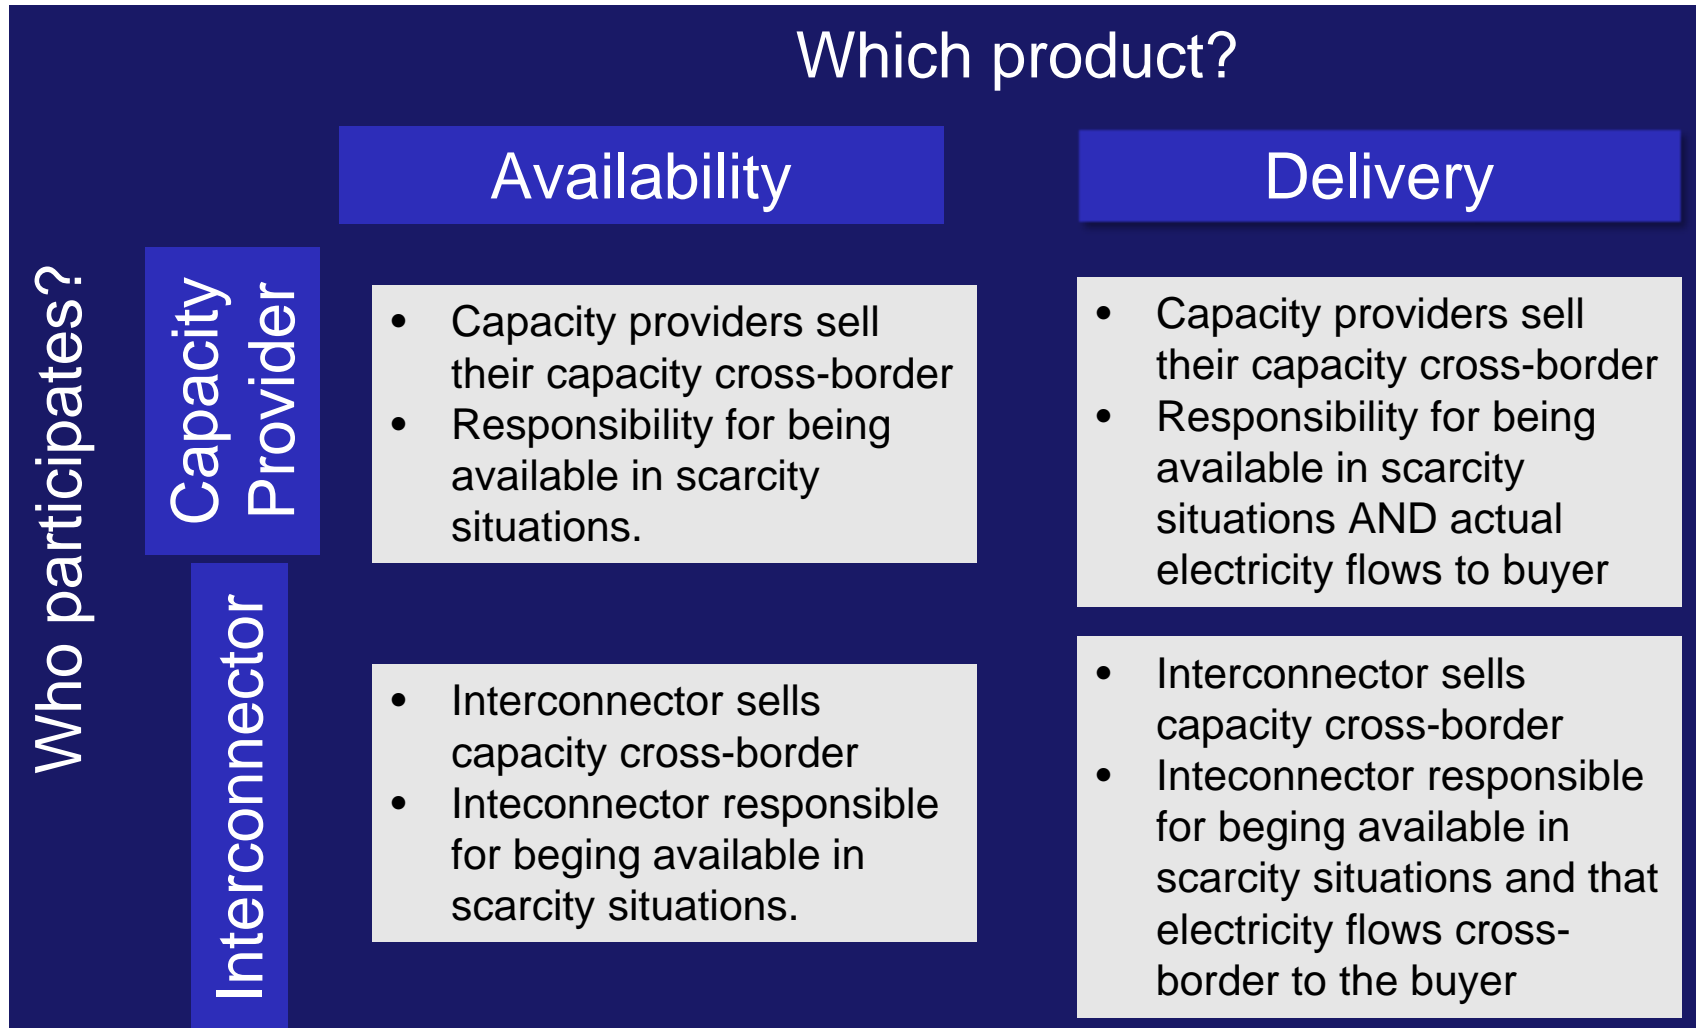 Which product?
Availability
Delivery
Who participates?
Capacity
Provider
• Capacity providers sell
their capacity cross-border
• Responsibility for being
available in scarcity
situations.
• Capacity providers sell
their capacity cross-border
• Responsibility for being
available in scarcity
situations AND actual
electricity flows to buyer
Interconnector
• Interconnector sells
capacity cross-border
• Inteconnector responsible
for beging available in
scarcity situations.
• Interconnector sells
capacity cross-border
• Inteconnector responsible
for beging available in
scarcity situations and that
electricity flows cross-
border to the buyer